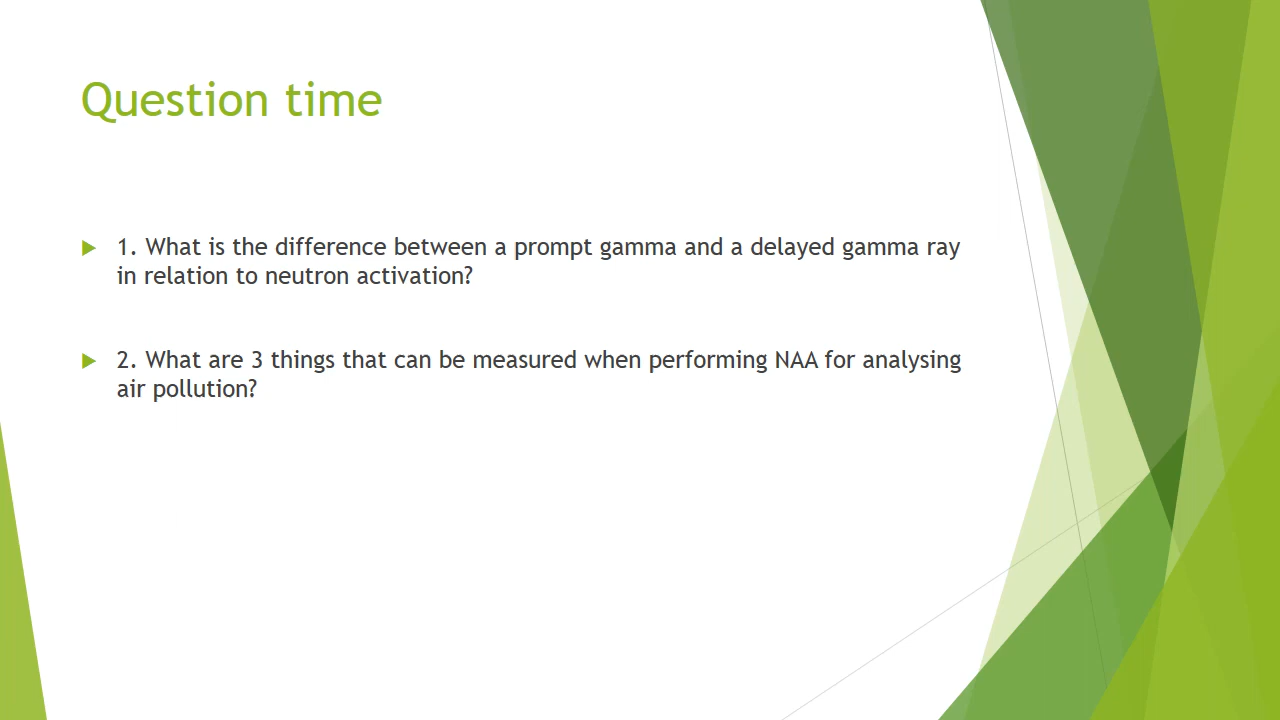 Question time
1. What is the difference between a prompt gamma and a delayed gamma ray
in relation to neutron activation?
2. What are 3 things that can be measured when performing NAA for analysing
air pollution?